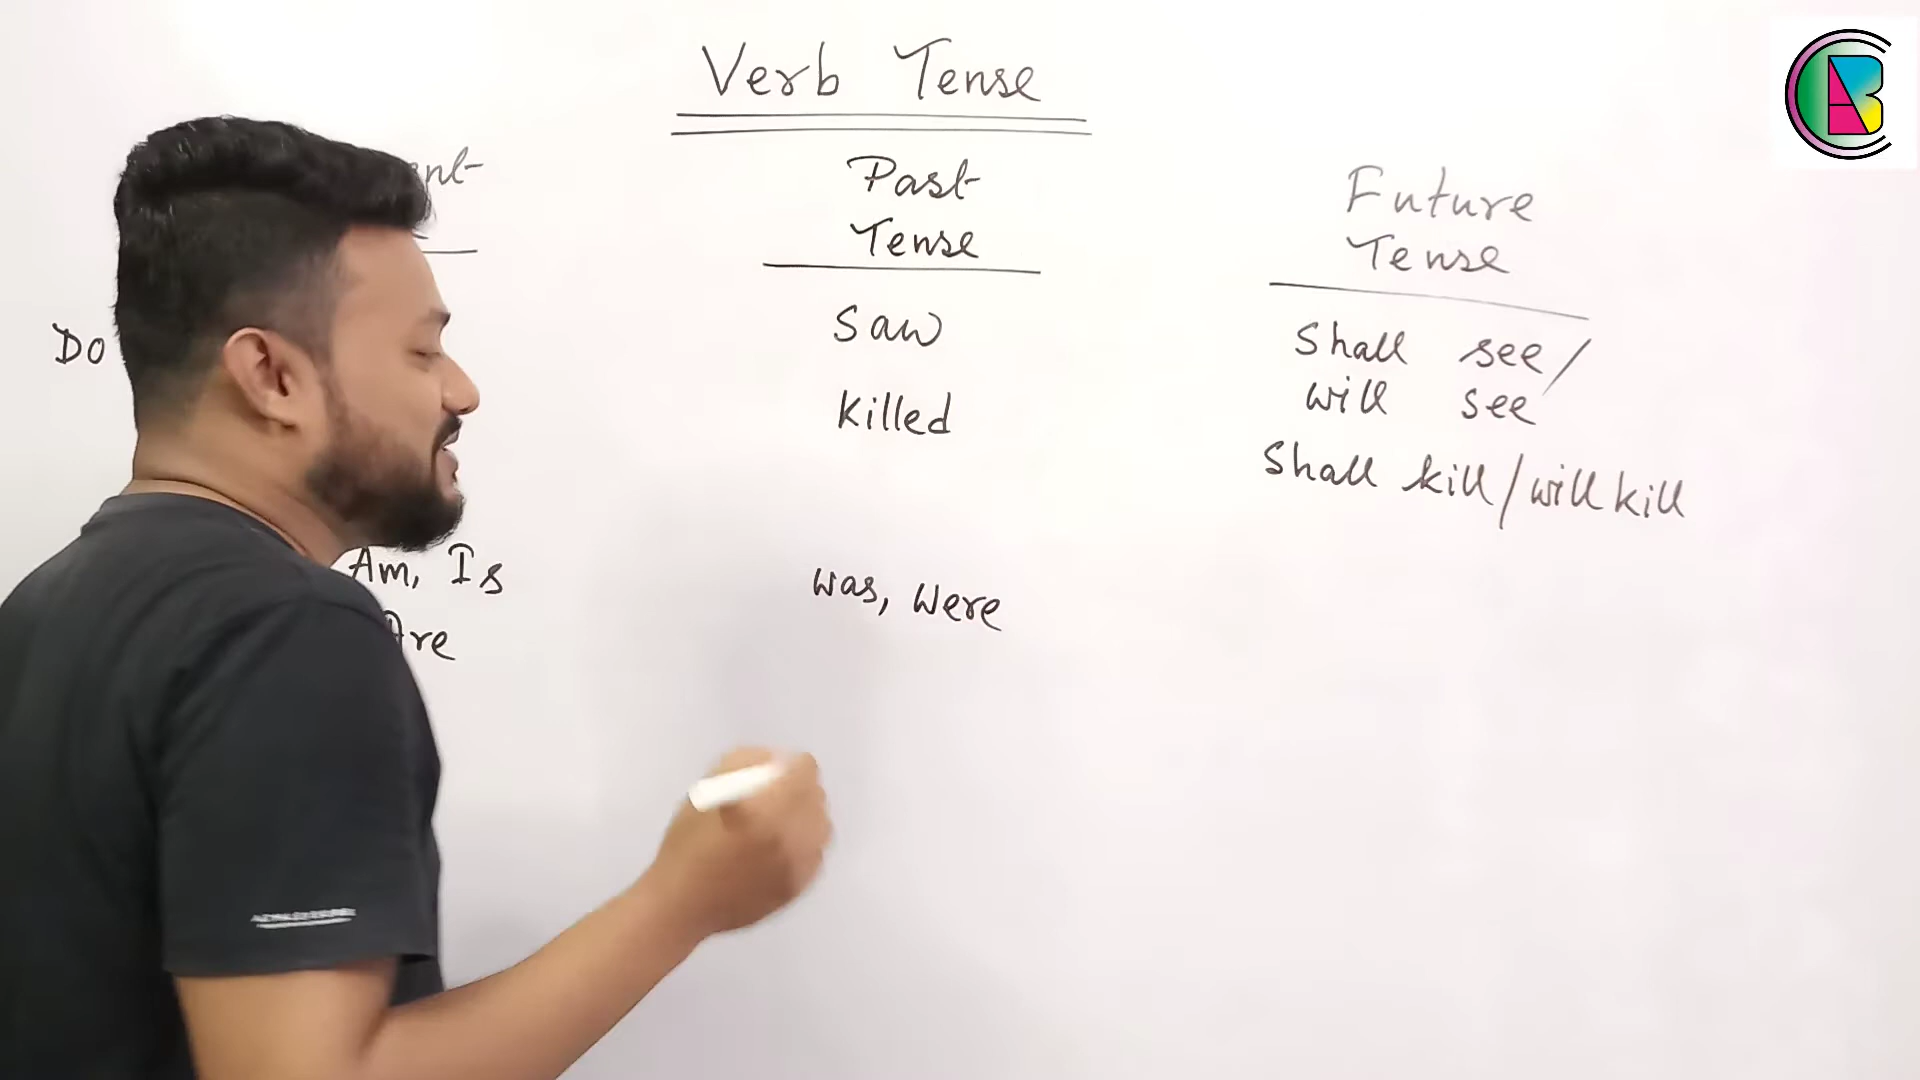 Verb Tense
Past
Tense
Future
Tense
Do
Saw
Shall see/
will see
Killed
Shall kill/will kill
Am, Is
Are
was, Were